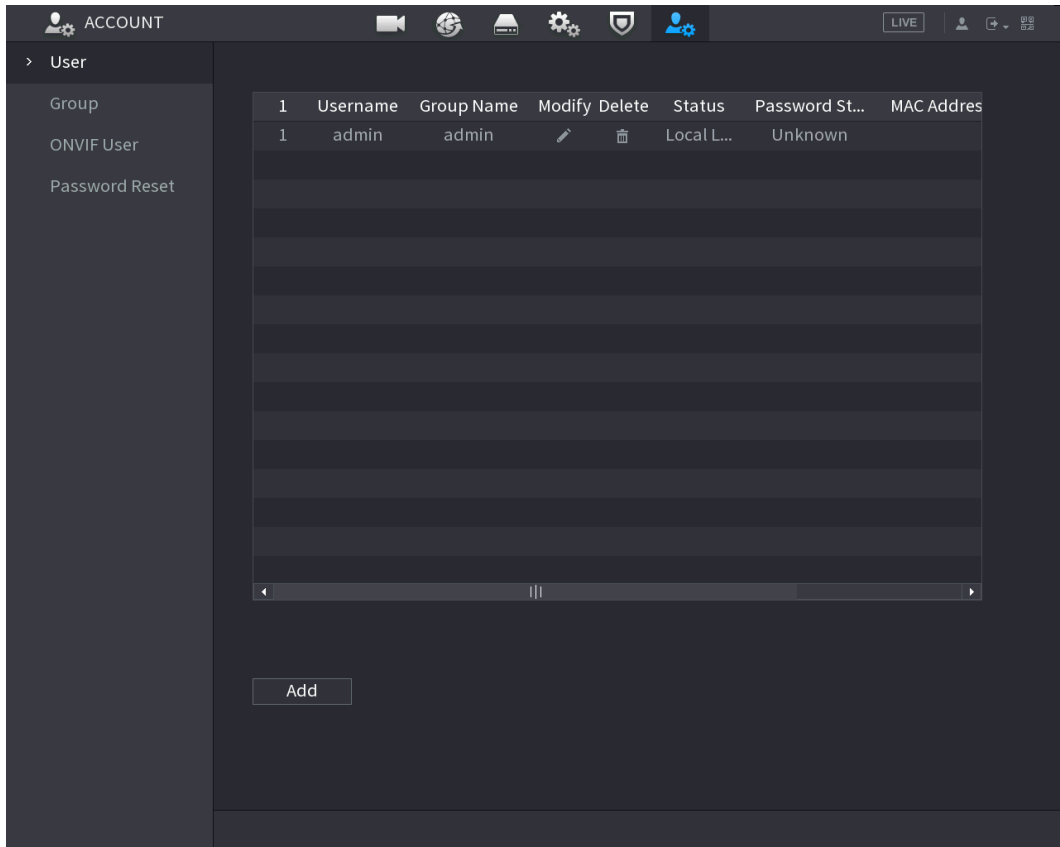 ACCOUNT
LIVE
User
Group
ONVIF User
Password Reset
1 Username Group Name Modify Delete Status Password St... MAC Addres
1 admin admin Local L... Unknown
Add